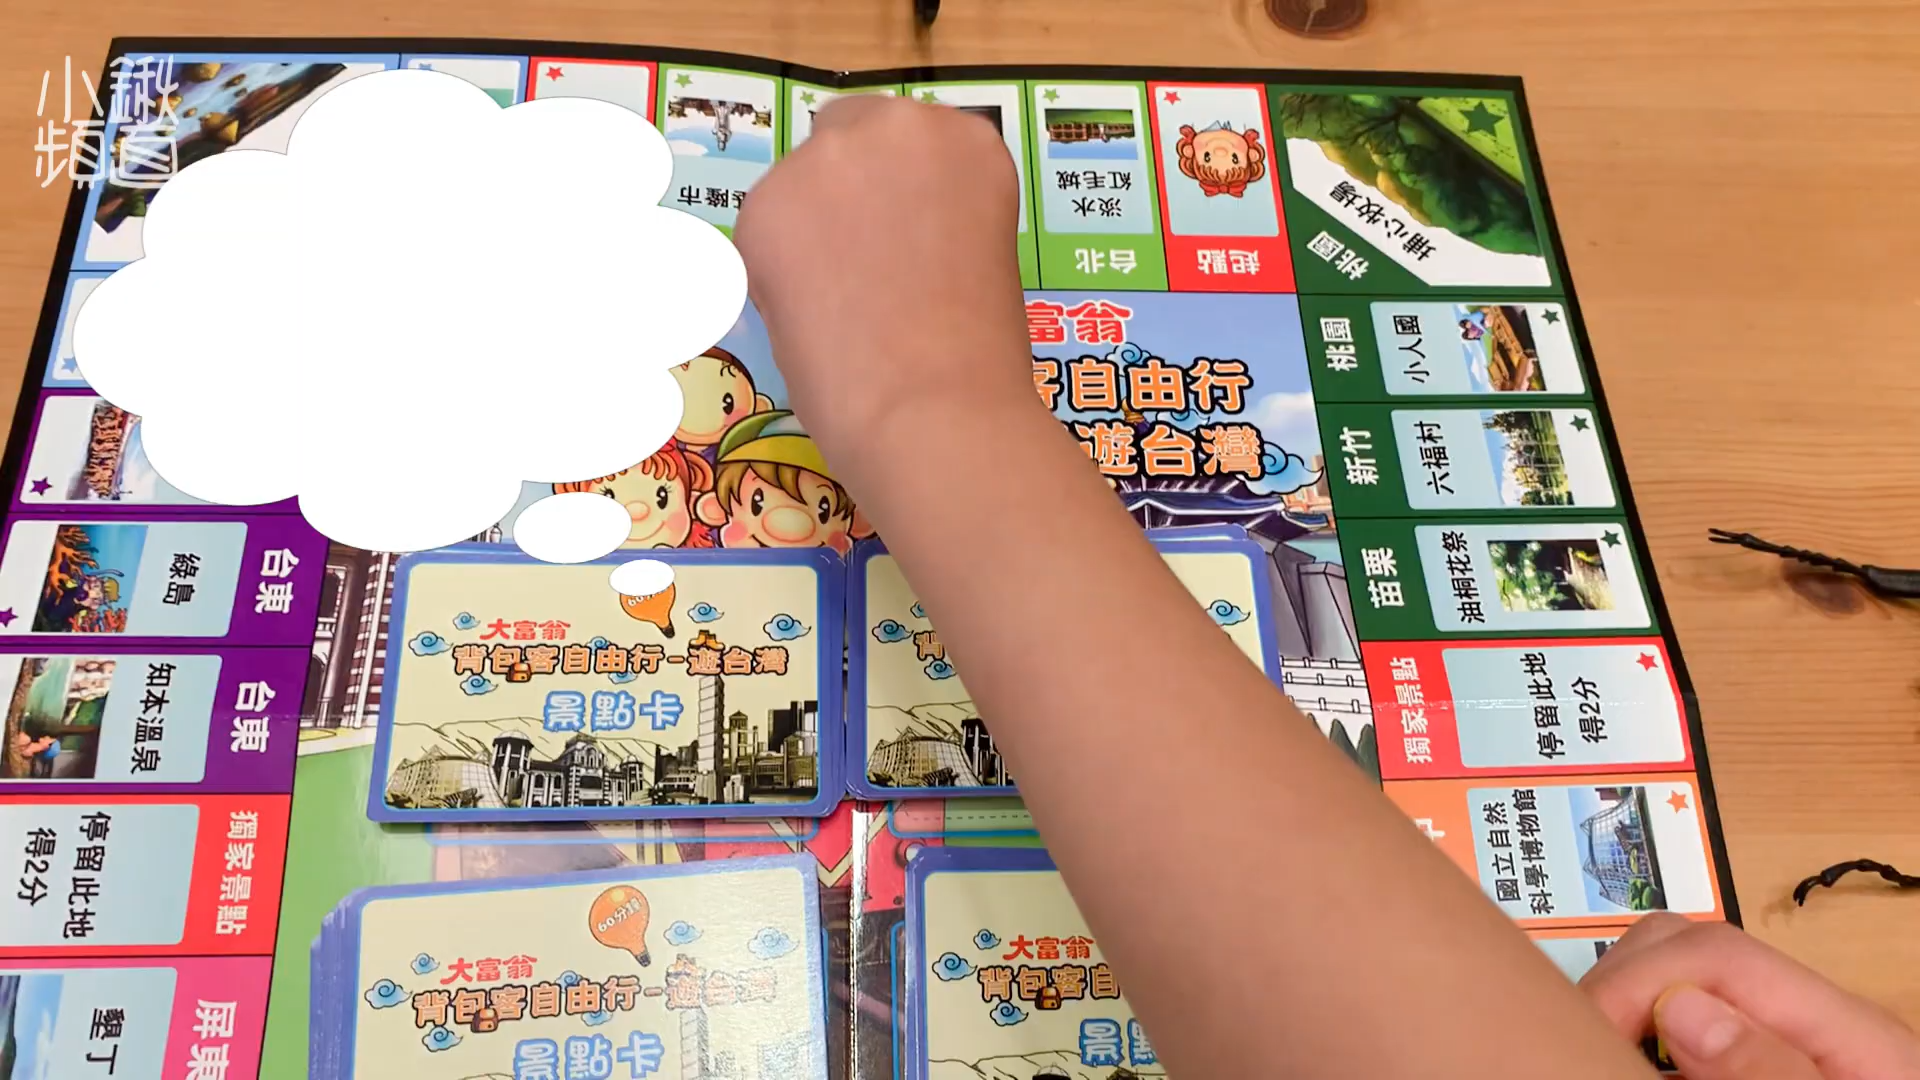 小鍬
頻道
淡水
紅毛城
台北
起點
桃園
埔心牧場
桃園
小人國
新竹
六福村
苗栗
油桐花祭
獨家景點
停留此地
得2分
國立自然
科學博物館
富翁
客自由行
遊台灣
台東
綠島
台東
知本溫泉
獨家景點
停留此地
得2分
屏東
墾丁
大富翁
背包客自由行-遊台灣
景點卡
背
60分鐘
大富翁
背包客自由行-遊台灣
景點卡
大富翁
背包客自
景點